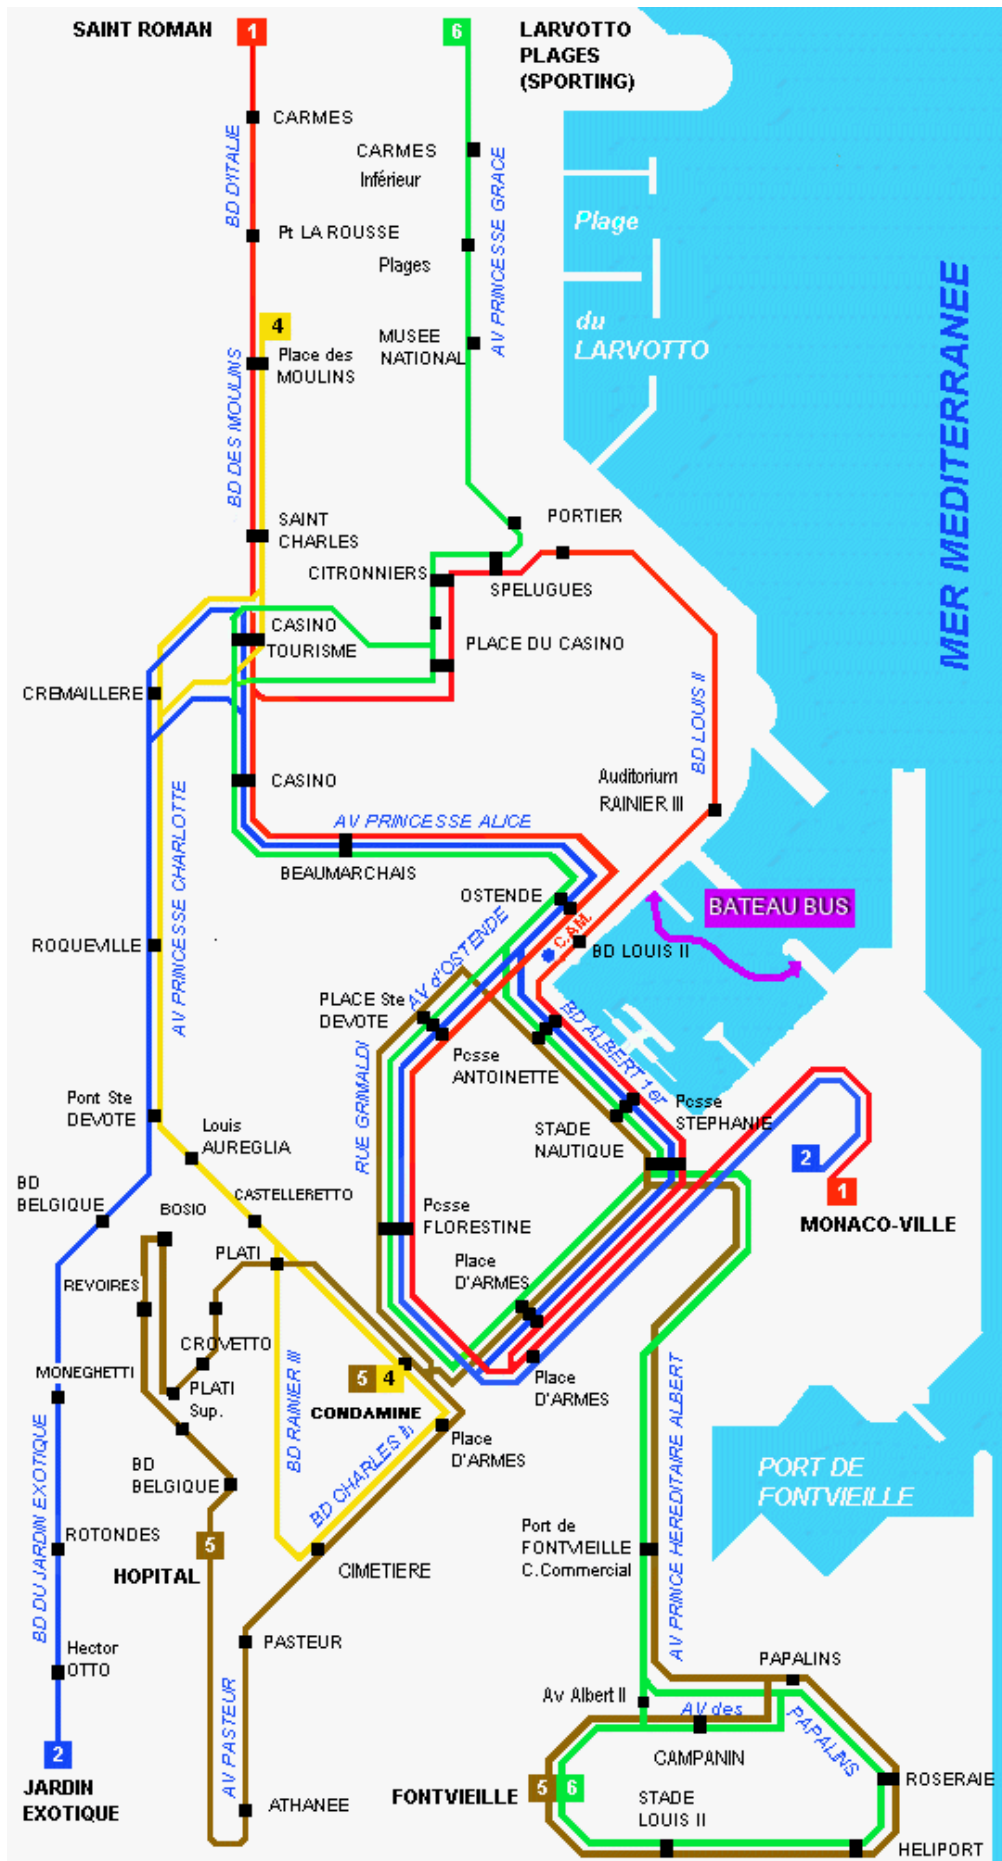 SAINT ROMAN
1
6
LARVOTTO
PLAGES
(SPORTING)
CARMES
CARMES
Inférieur
BD D'ITALIE
AV PRINCESSE GRACE
Pt LA ROUSSE
Plages
Plage
du
LARVOTTO
MER MEDITERRANEE
4
Place des
MOULINS
MUSEE
NATIONAL
BD DES MOULINS
SAINT
CHARLES
PORTIER
CITRONNIERS
SPELUGUES
CASINO
TOURISME
PLACE DU CASINO
CREMAILLERE
BD LOUIS II
CASINO
Auditorium
RAINIER III
AV PRINCESSE CHARLOTTE
AV PRINCESSE ALICE
BEAUMARCHAIS
OSTENDE
BATEAU BUS
C.A.M.
ROQUEVILLE
BD LOUIS II
AV d'OSTENDE
PLACE Ste
DEVOTE
BD ALBERT 1er
Pcsse
ANTOINETTE
RUE GRIMALDI
Pont Ste
DEVOTE
Louis
AUREGLIA
STADE
NAUTIQUE
Pcsse
STEPHANIE
2
1
MONACO-VILLE
BD
BELGIQUE
BOSIO
CASTELLERETTO
Pcsse
FLORESTINE
PLATI
REVOIRES
Place
D'ARMES
CROVETTO
MONEGHETTI
PLATI
Sup.
5
4
CONDAMINE
Place
D'ARMES
BD RAINIER III
BD CHARLES III
Place
D'ARMES
AV PRINCE HEREDITAIRE ALBERT
BD
BELGIQUE
PORT DE
FONTVIEILLE
BD DU JARDIN EXOTIQUE
ROTONDES
5
HOPITAL
CIMETIERE
Port de
FONTVIEILLE
C.Commercial
Hector
OTTO
PASTEUR
PAPALINS
Av Albert II
AV des
PAPALINS
AV PASTEUR
CAMPANIN
2
JARDIN
EXOTIQUE
ATHANEE
FONTVIEILLE
5
6
STADE
LOUIS II
ROSERAIE
HELIPORT